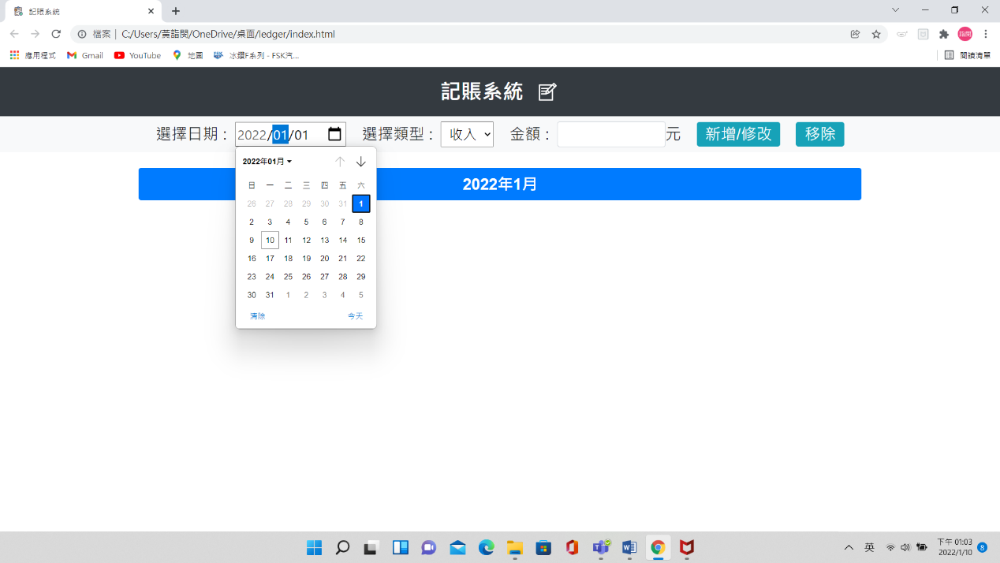 記賬系統
檔案 | C:/Users/黃詣閔/OneDrive/桌面/ledger/index.html
詣閔
應用程式 Gmail YouTube 地圖 冰鑽F系列 - FSK汽... 閱讀清單
記賬系統
選擇日期： 2022/01/01 選擇類型： 收入 金額： 元 新增/修改 移除
2022年1月
2022年01月
日 一 二 三 四 五 六
26 27 28 29 30 31 1
2 3 4 5 6 7 8
9 10 11 12 13 14 15
16 17 18 19 20 21 22
23 24 25 26 27 28 29
30 31 1 2 3 4 5
清除 今天
英 下午 01:03
2022/1/10 8